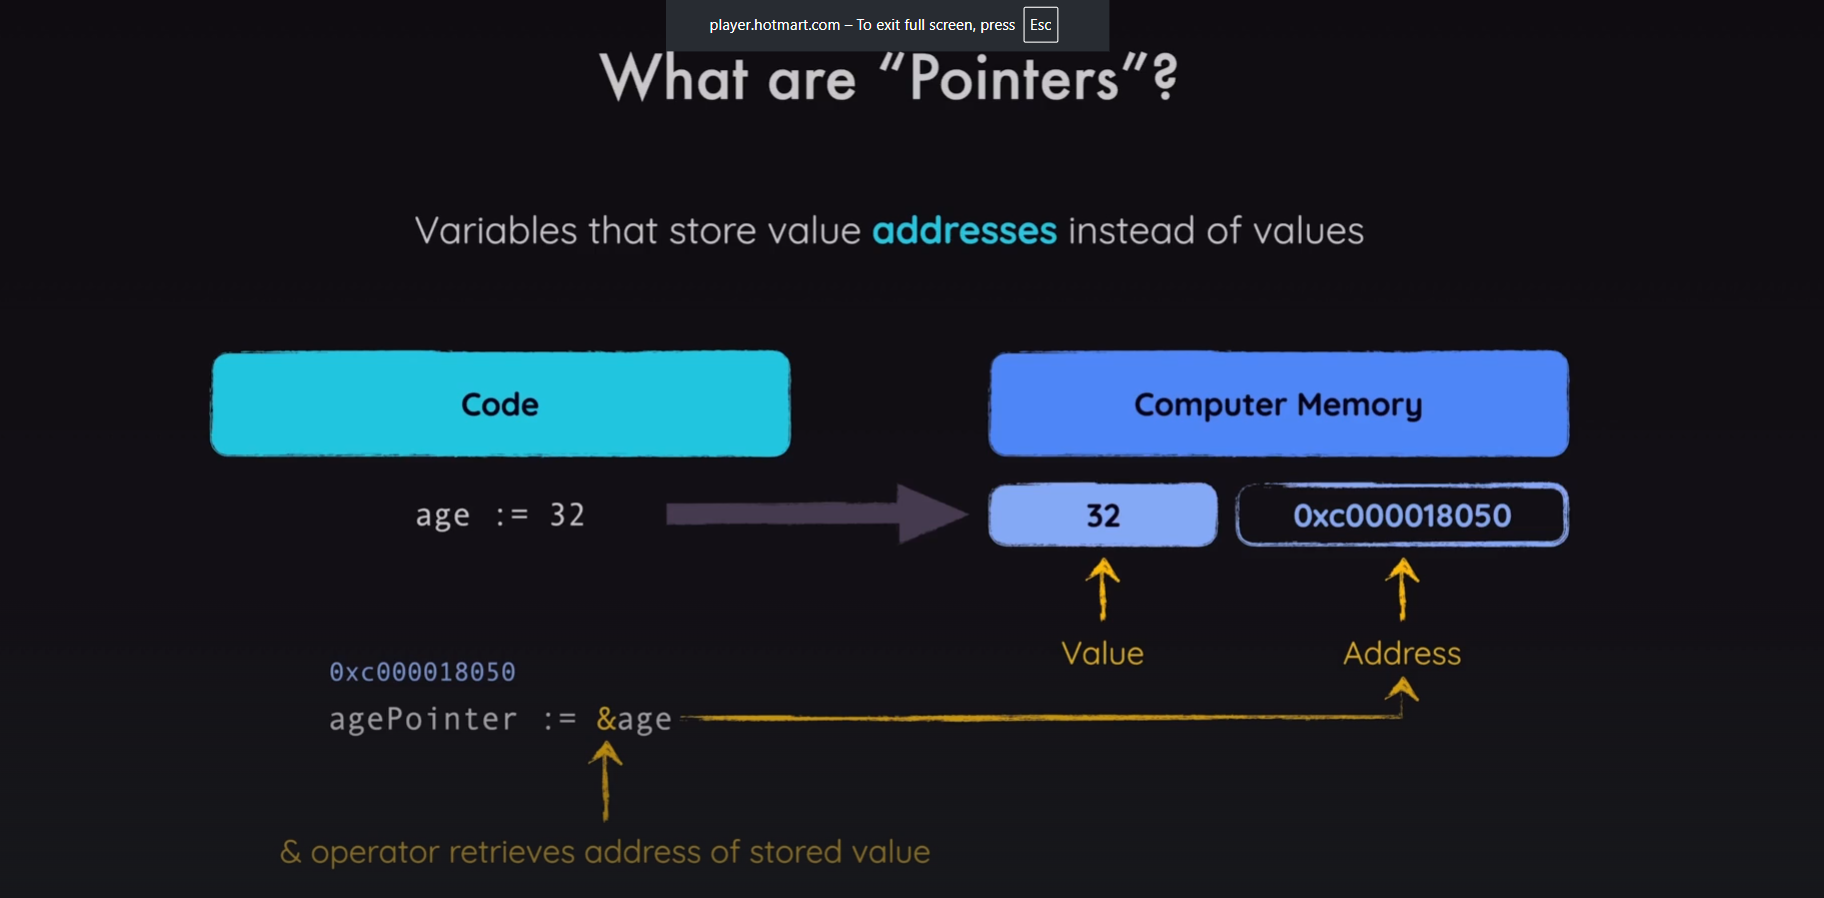 player.hotmart.com – To exit full screen, press Esc
What are “Pointers”?
Variables that store value addresses instead of values
Code
Computer Memory
age := 32
32
0xc000018050
Value
Address
0xc000018050
agePointer := &age
& operator retrieves address of stored value